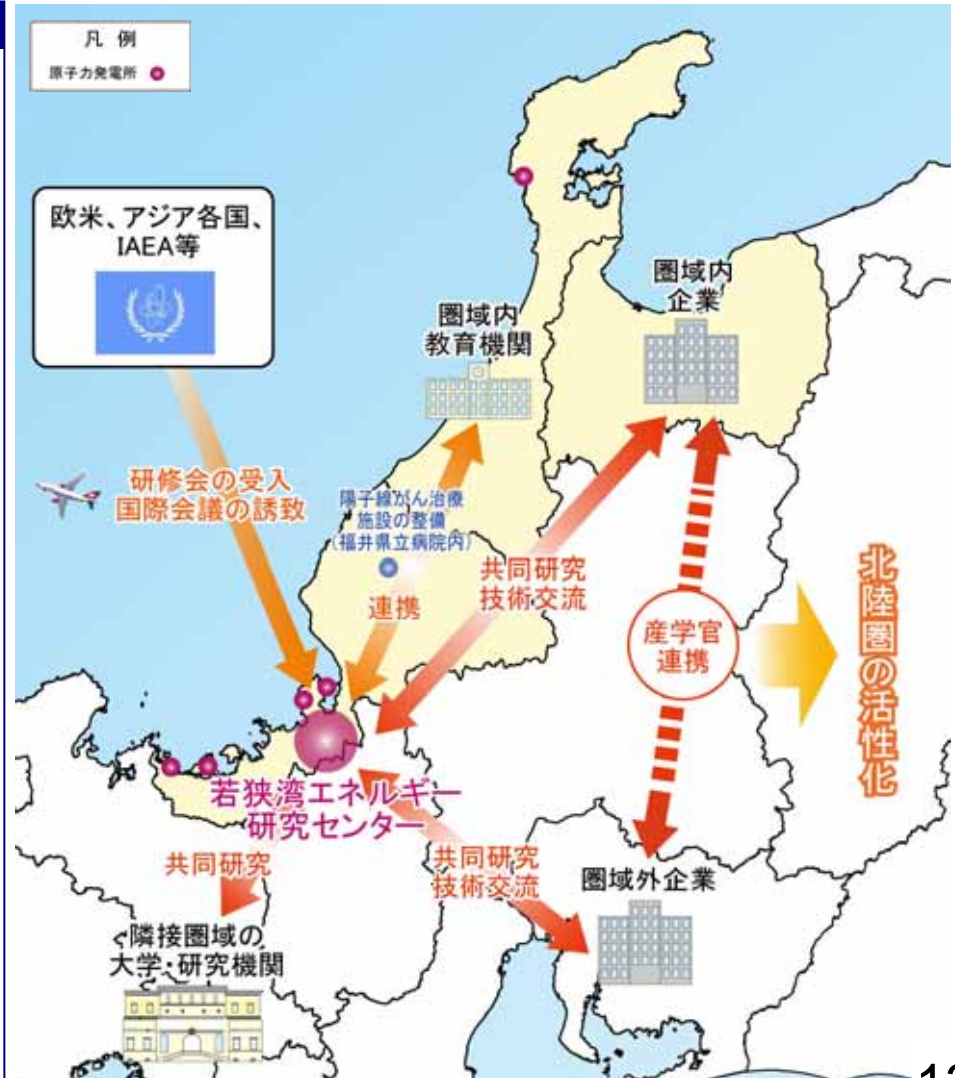 凡 例
原子力発電所
欧米、アジア各国、
IAEA等
圏域内
企業
圏域内
教育機関
研修会の受入
国際会議の誘致
陽子線がん治療
施設の整備
(福井県立病院内)
連携
共同研究
技術交流
産学官
連携
北陸圏の活性化
若狭湾エネルギー
研究センター
共同研究
共同研究
技術交流
圏域外企業
隣接圏域の
大学・研究機関